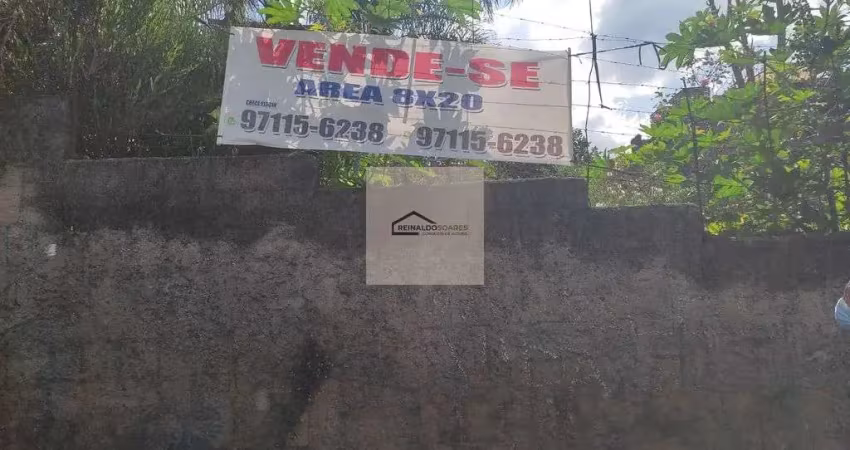 VENDE-SE
AREA 8X20
97115-6238 97115-6238
REINALDOSOARES